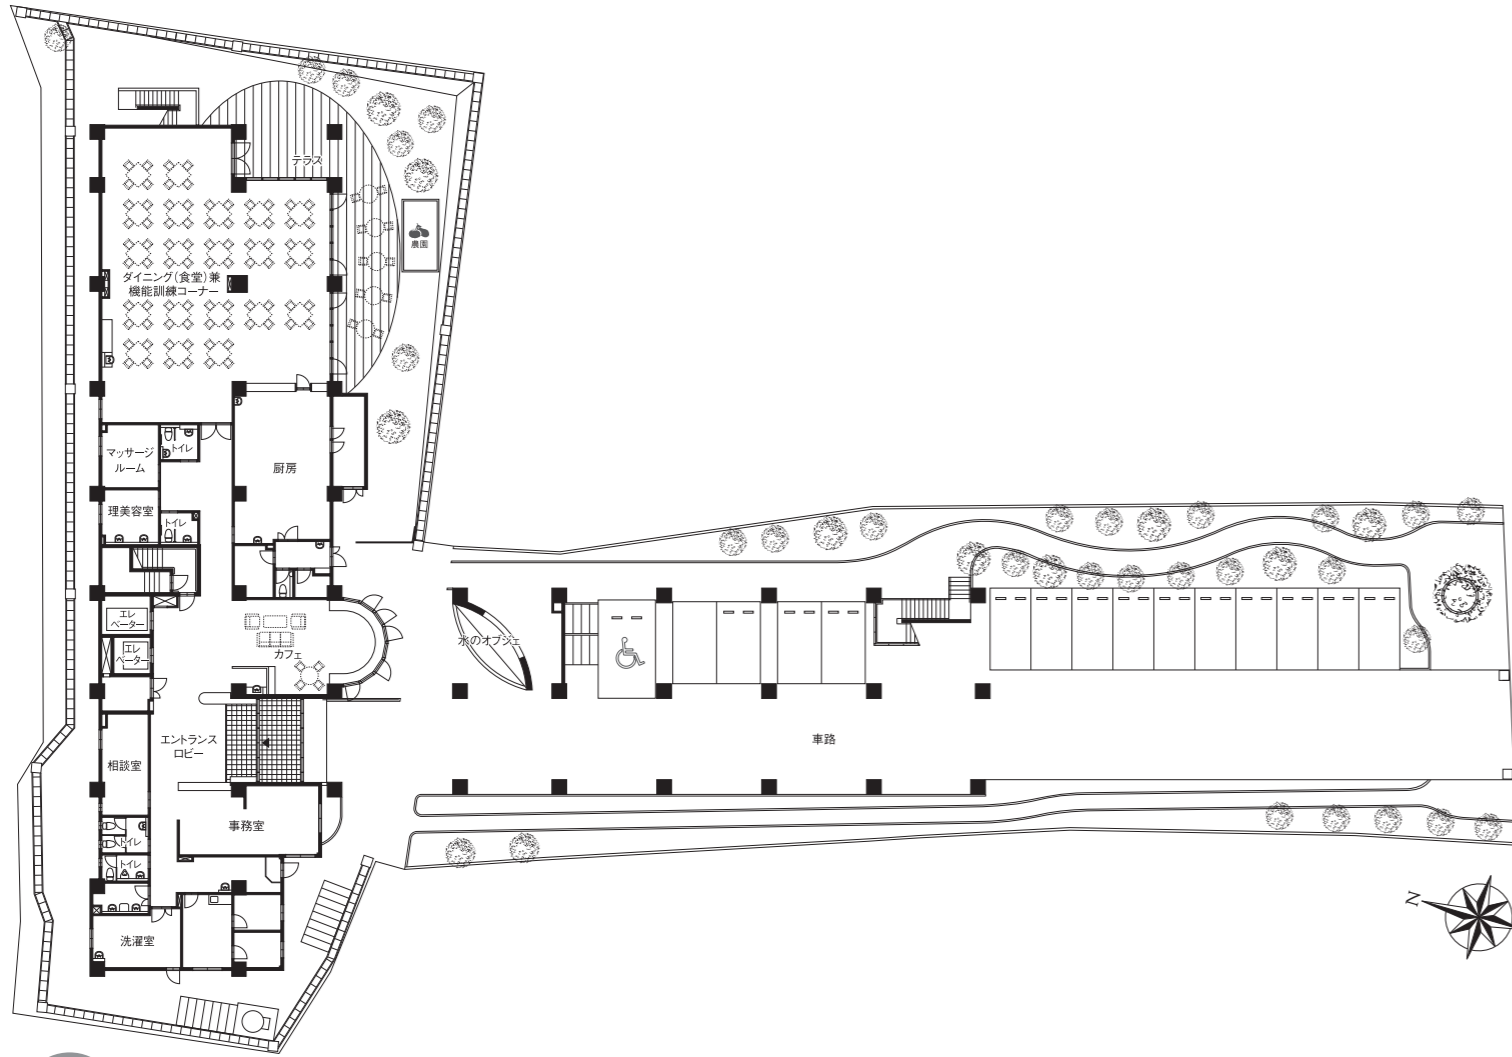 テラス
農園
ダイニング(食堂)兼
機能訓練コーナー
マッサージ
ルーム
トイレ
厨房
理美容室
トイレ
エレ
ベーター
エレ
ベーター
カフェ
水のオブジェ
エントランス
ロビー
車路
相談室
事務室
トイレ
トイレ
洗濯室
N